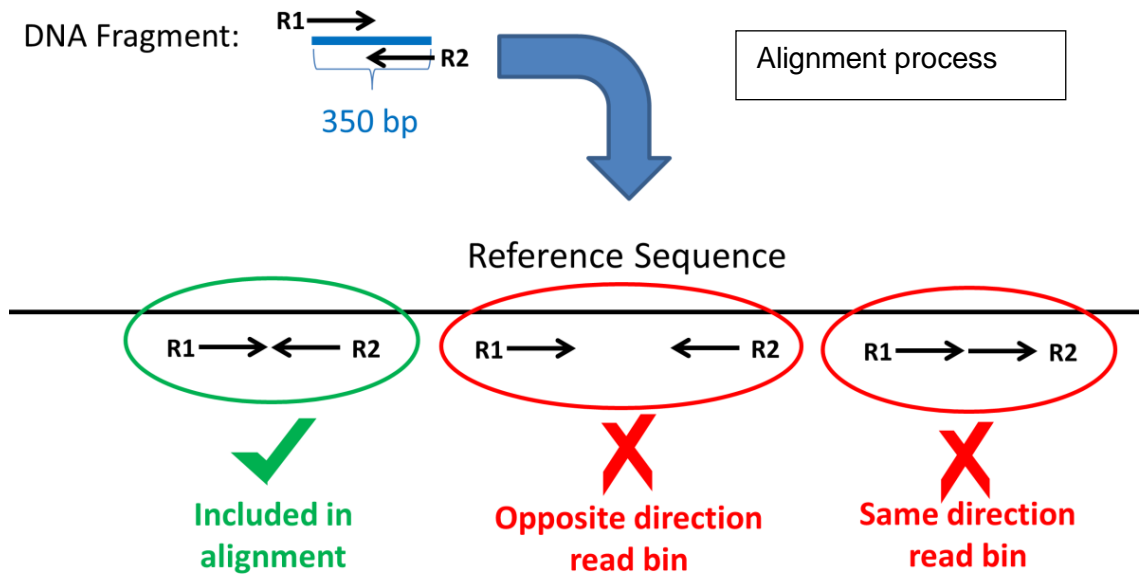 DNA Fragment:
R1
R2
350 bp
Alignment process
Reference Sequence
R1 R2
R1 R2
R1 R2
Included in
alignment
Opposite direction
read bin
Same direction
read bin